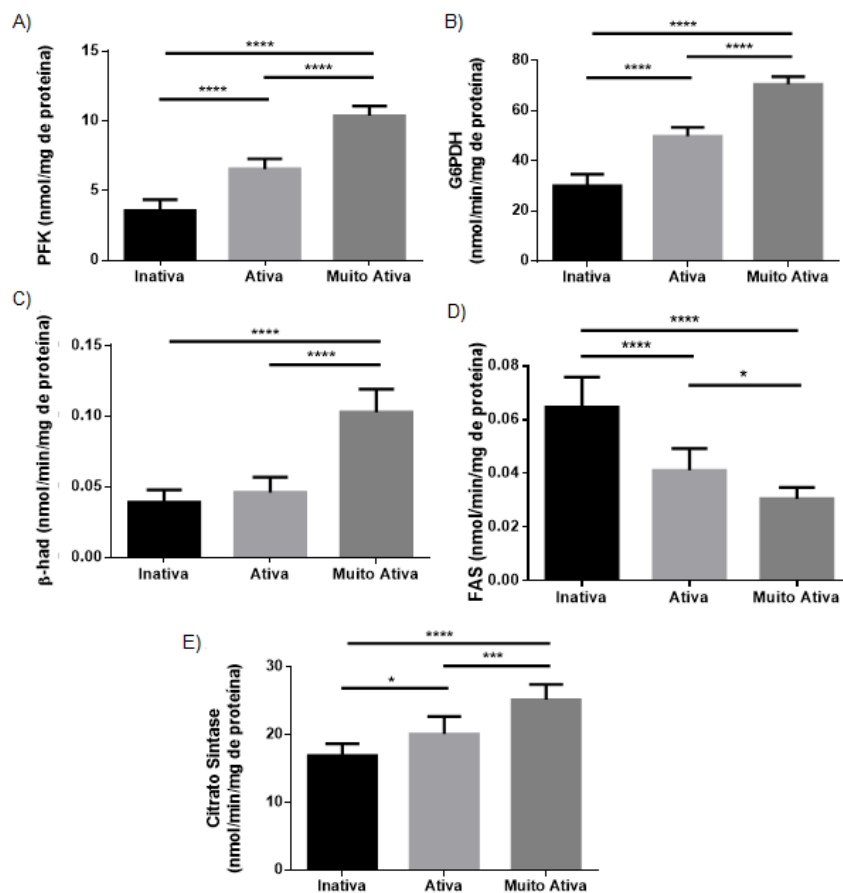 A)
PFK (nmol/mg de proteína)
15
10
5
0
****
****
****
Inativa Ativa Muito Ativa
B)
G6PDH
(nmol/min/mg de proteína)
80
60
40
20
0
****
****
****
Inativa Ativa Muito Ativa
C)
β-had (nmol/min/mg de proteína)
0.15
0.10
0.05
0.00
****
****
Inativa Ativa Muito Ativa
D)
FAS (nmol/min/mg de proteína)
0.08
0.06
0.04
0.02
0.00
****
****
*
Inativa Ativa Muito Ativa
E)
Citrato Sintase
(nmol/min/mg de proteína)
30
20
10
0
****
***
*
Inativa Ativa Muito Ativa